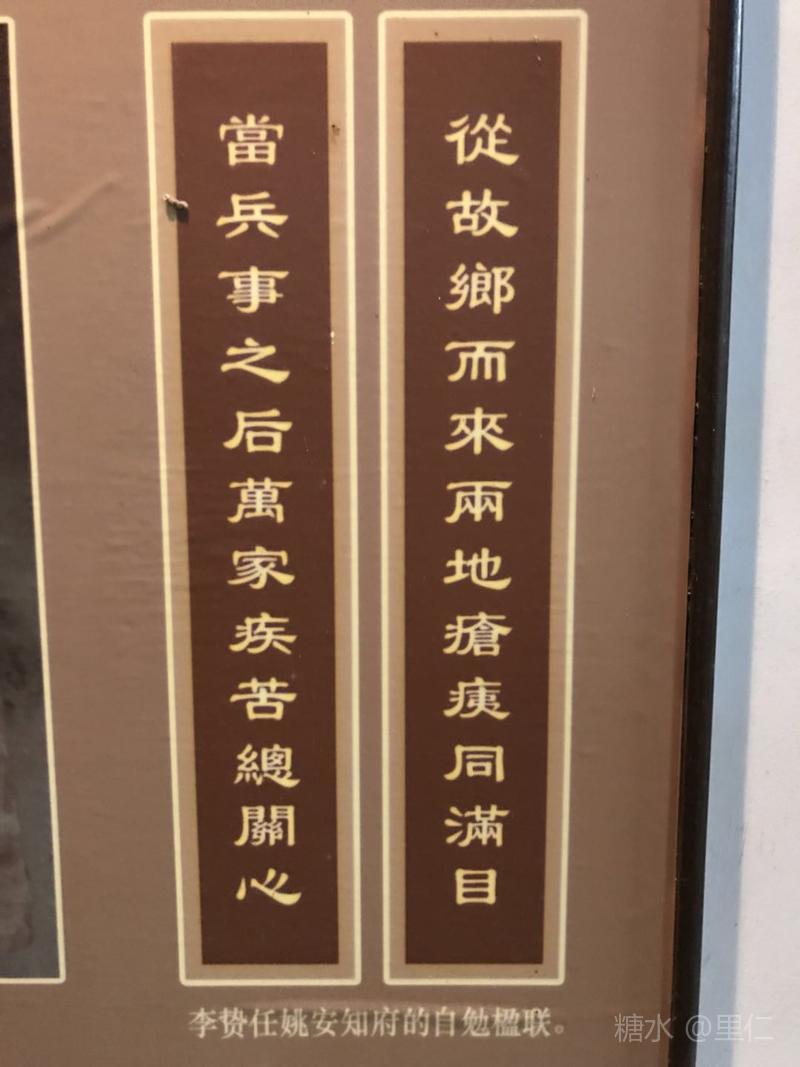 從故鄉而來兩地瘡痍同滿目
當兵事之后萬家疾苦總關心
李贽任姚安知府的自勉楹联。
糖水 @里仁